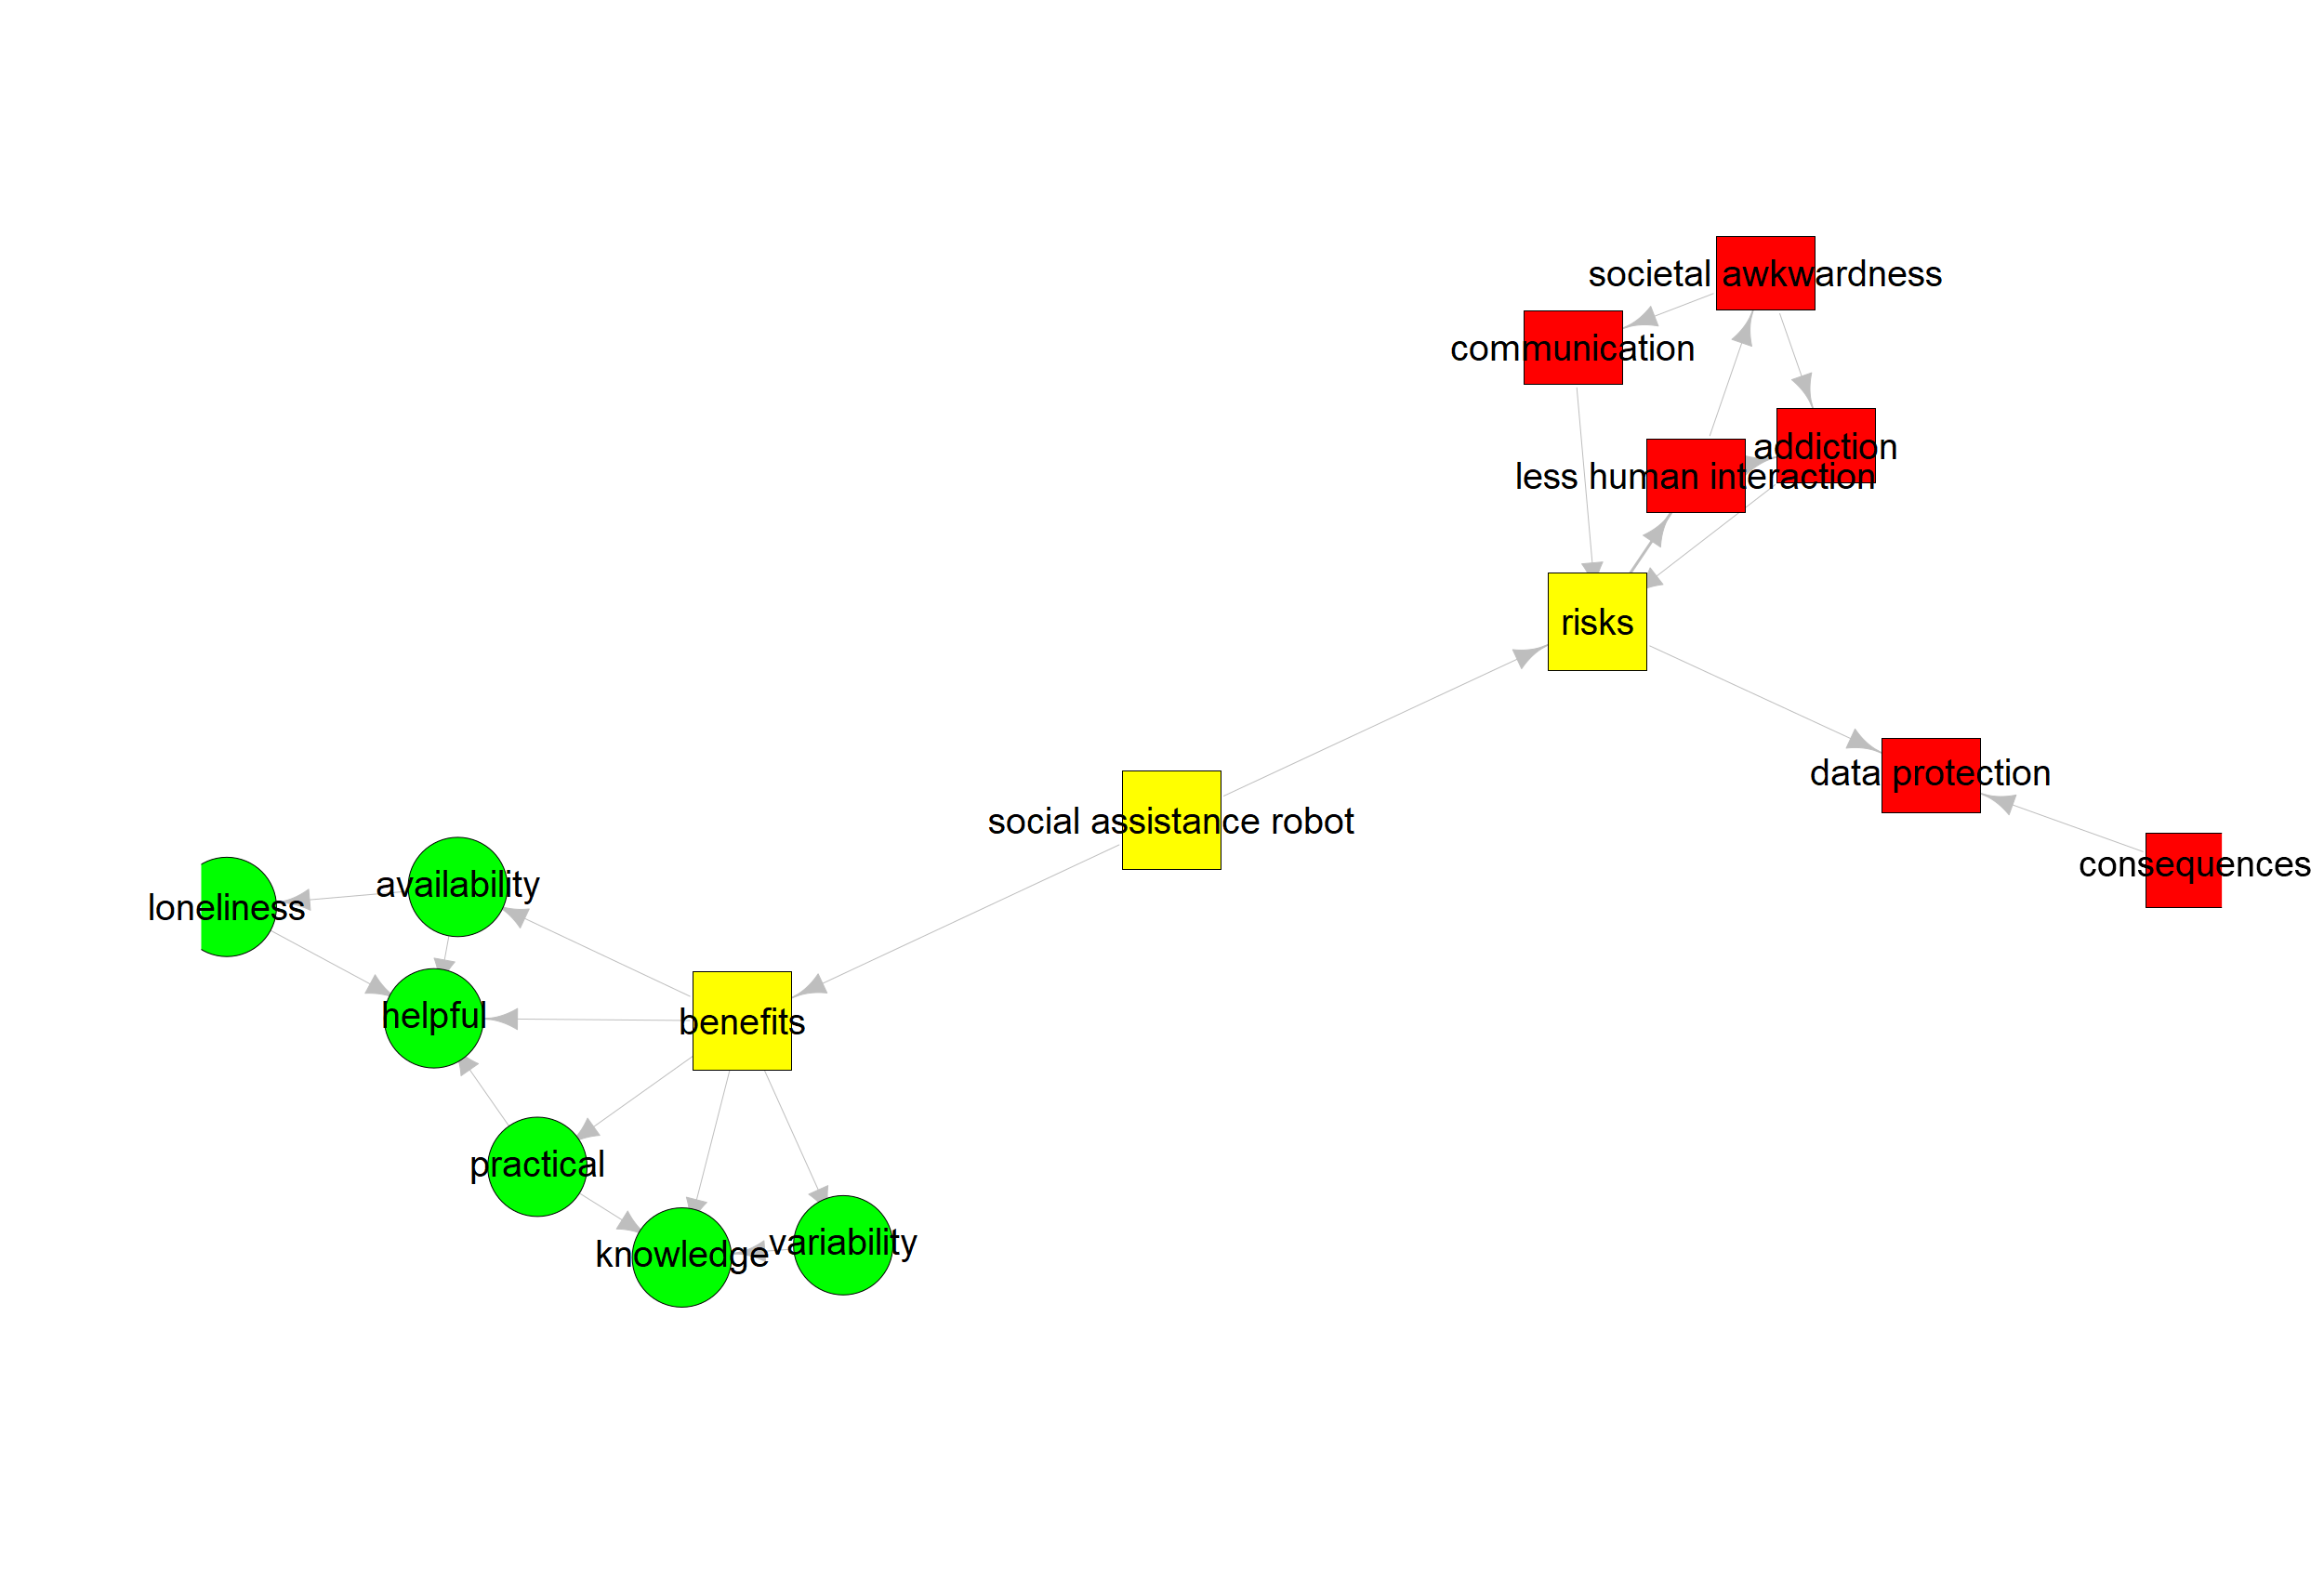 societal awkwardness
communication
addiction
less human interaction
risks
data protection
social assistance robot
consequences
availability
loneliness
helpful
benefits
practical
knowledge
variability